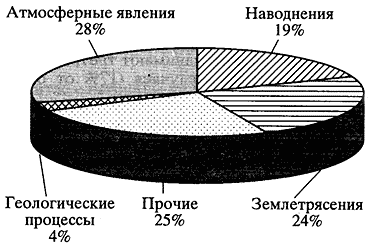 Атмосферные явления
28%
Наводнения
19%
Геологические
процессы
4%
Прочие
25%
Землетрясения
24%